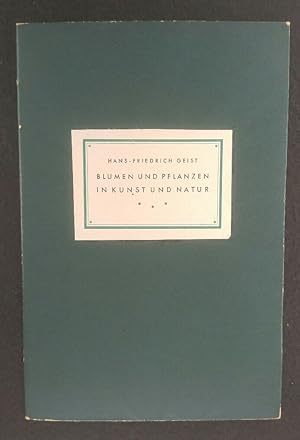 HANS-FRIEDRICH GEIST
BLUMEN UND PFLANZEN
IN KUNST UND NATUR